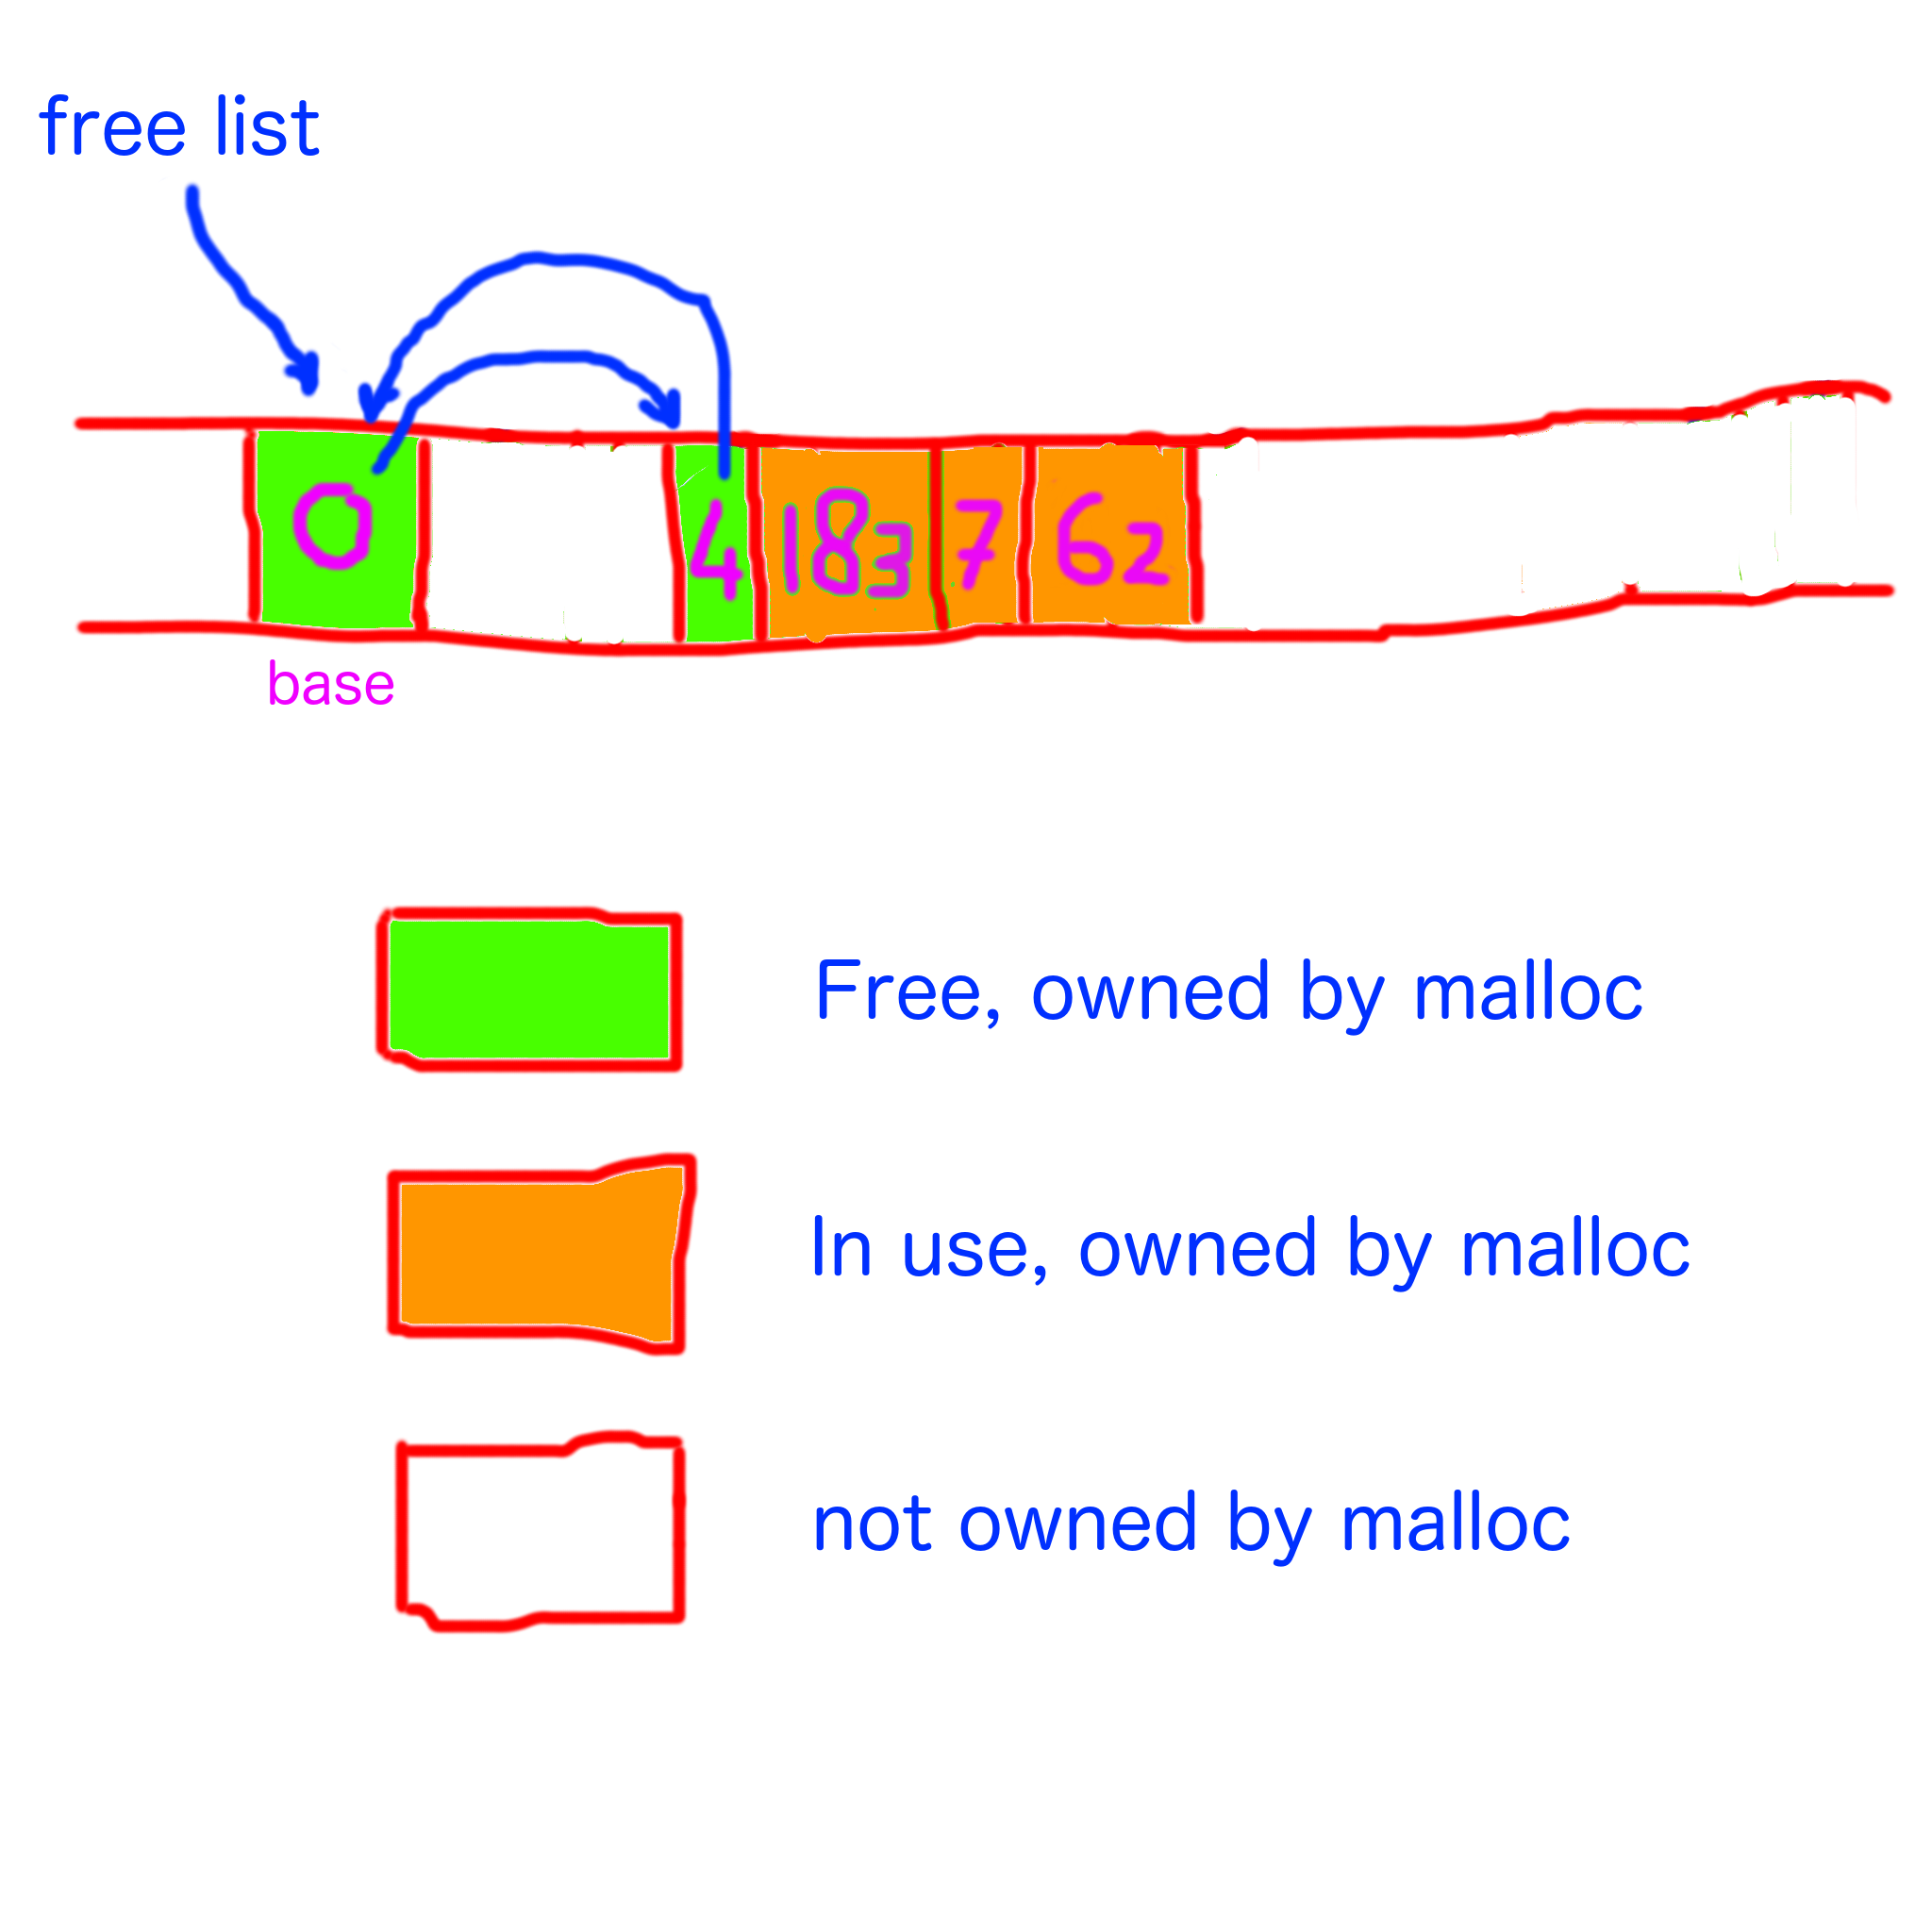 free list
0 4 183 7 62
base
Free, owned by malloc
In use, owned by malloc
not owned by malloc